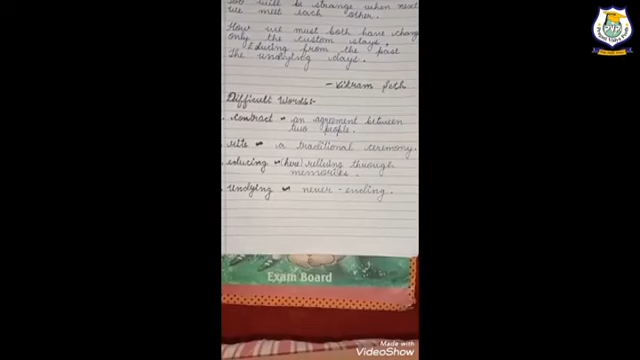 will be strange when next
we meet each other.
How we must both have change
only the custom stays,
Educing from the past
The undying days.
- Vikram Seth
Difficult Words:-
contract - an agreement between
two people.
rite - a traditional ceremony.
educing - (here) reliving through
memories.
undying - never-ending.
Exam Board
Made with
VideoShow